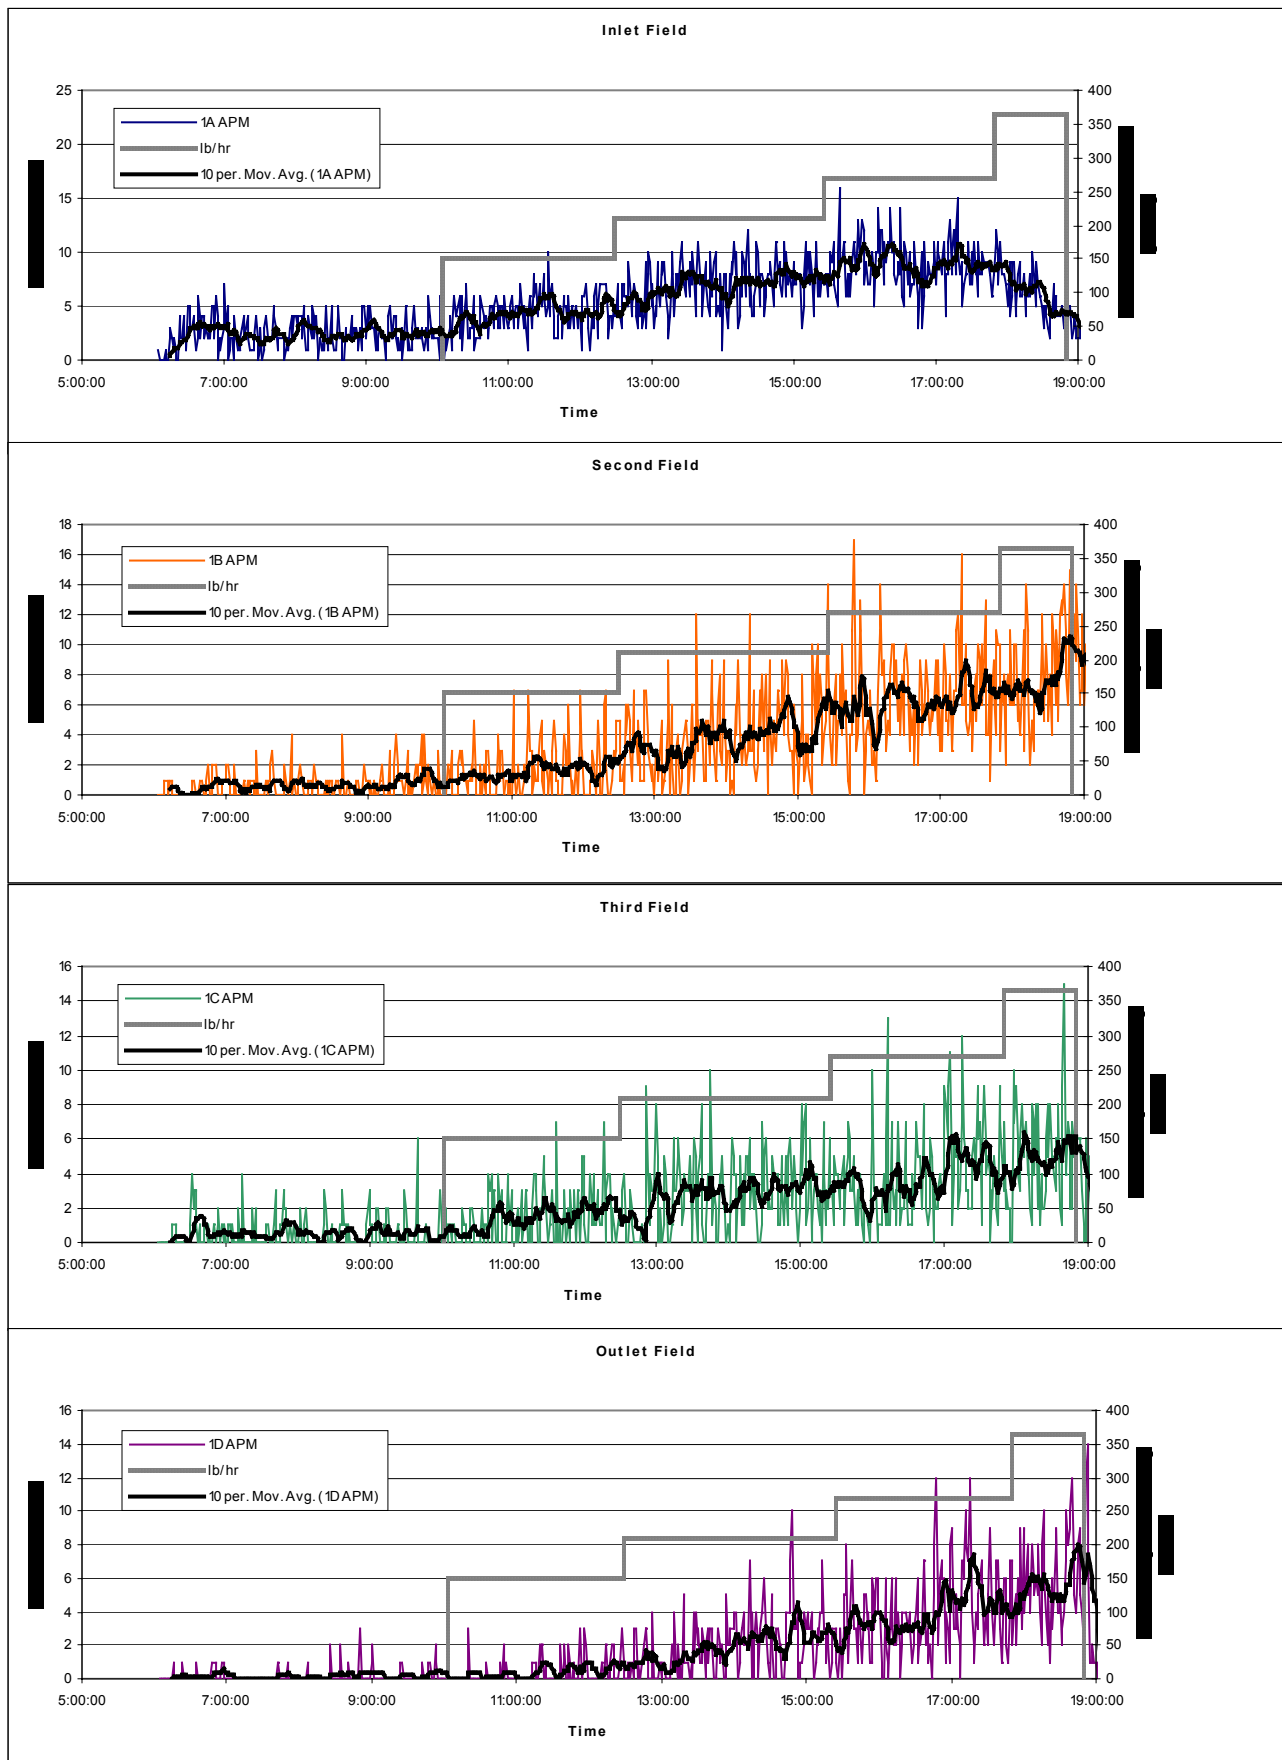 Inlet Field
25 400
1A APM
lb/hr
10 per. Mov. Avg. (1A APM)
350
20
300
15
250
200
10
150
100
5
50
0 0
5:00:00 7:00:00 9:00:00 11:00:00 13:00:00 15:00:00 17:00:00 19:00:00
Time
Second Field
18 400
1B APM
lb/hr
10 per. Mov. Avg. (1B APM)
16
350
14
300
12
250
10
200
8
150
6
100
4
50
2
0 0
5:00:00 7:00:00 9:00:00 11:00:00 13:00:00 15:00:00 17:00:00 19:00:00
Time
Third Field
16 400
1C APM
lb/hr
10 per. Mov. Avg. (1C APM)
14
350
12
300
10
250
8 200
6
150
4
100
2
50
0 0
5:00:00 7:00:00 9:00:00 11:00:00 13:00:00 15:00:00 17:00:00 19:00:00
Time
Outlet Field
16 400
1D APM
lb/hr
10 per. Mov. Avg. (1D APM)
14
350
12
300
10
250
8 200
6
150
4
100
2
50
0 0
5:00:00 7:00:00 9:00:00 11:00:00 13:00:00 15:00:00 17:00:00 19:00:00
Time